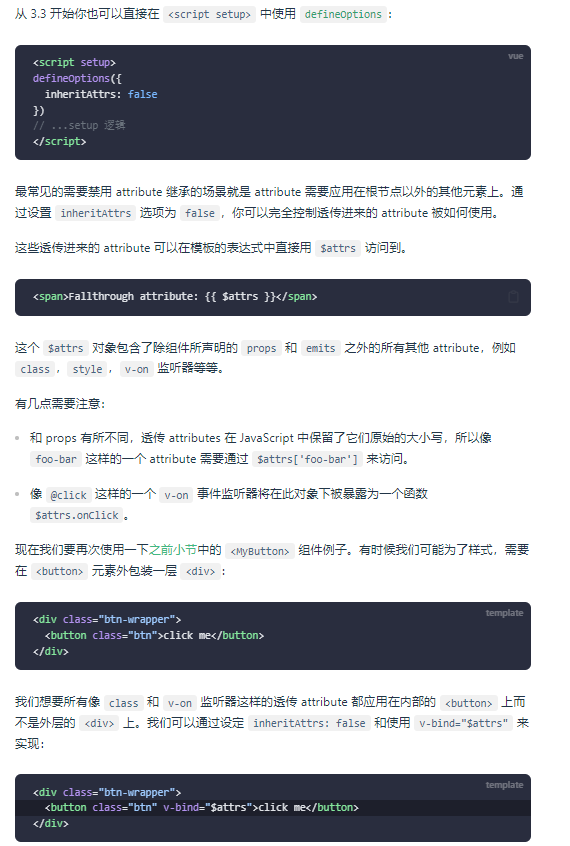 从 3.3 开始你也可以直接在 <script setup> 中使用 defineOptions：
vue
<script setup>
defineOptions({
  inheritAttrs: false
})
// ...setup 逻辑
</script>
最常见的需要禁用 attribute 继承的场景就是 attribute 需要应用在根节点以外的其他元素上。通
过设置 inheritAttrs 选项为 false，你可以完全控制透传进来的 attribute 被如何使用。
这些透传进来的 attribute 可以在模板的表达式中直接用 $attrs 访问到。
<span>Fallthrough attribute: {{ $attrs }}</span>
这个 $attrs 对象包含了除组件所声明的 props 和 emits 之外的所有其他 attribute，例如
class，style，v-on 监听器等等。
有几点需要注意：
• 和 props 有所不同，透传 attributes 在 JavaScript 中保留了它们原始的大小写，所以像
foo-bar 这样的一个 attribute 需要通过 $attrs['foo-bar'] 来访问。
• 像 @click 这样的一个 v-on 事件监听器将在此对象下被暴露为一个函数
$attrs.onClick。
现在我们要再次使用一下之前小节中的 <MyButton> 组件例子。有时候我们可能为了样式，需要
在 <button> 元素外包装一层 <div>：
template
<div class="btn-wrapper">
  <button class="btn">click me</button>
</div>
我们想要所有像 class 和 v-on 监听器这样的透传 attribute 都应用在内部的 <button> 上而
不是外层的 <div> 上。我们可以通过设定 inheritAttrs: false 和使用 v-bind="$attrs" 来
实现：
template
<div class="btn-wrapper">
  <button class="btn" v-bind="$attrs">click me</button>
</div>